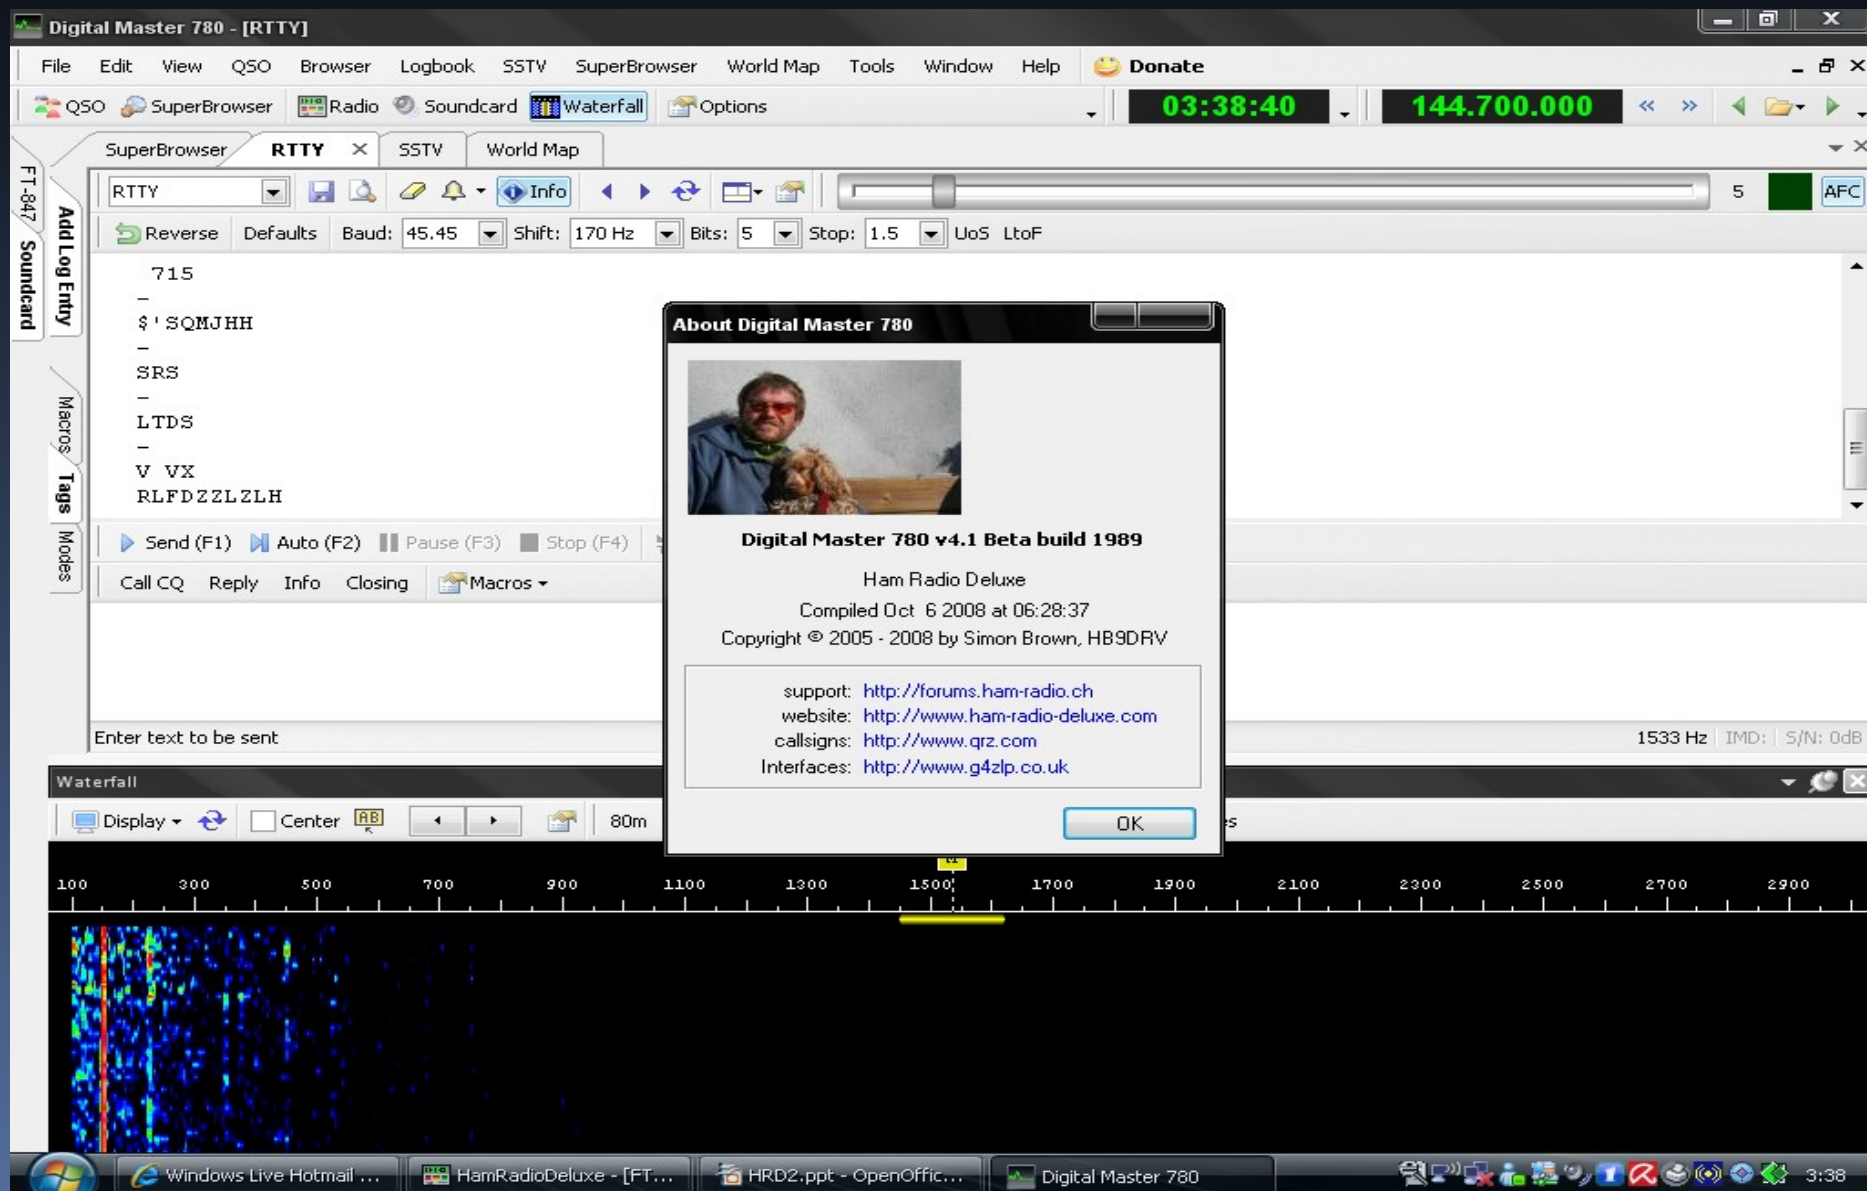 Digital Master 780 - [RTTY]
File Edit View QSO Browser Logbook SSTV SuperBrowser World Map Tools Window Help Donate
QSO SuperBrowser Radio Soundcard Waterfall Options 03:38:40 144.700.000
SuperBrowser RTTY SSTV World Map
FT-847 Soundcard
Add Log Entry
Macros Tags Modes
RTTY Info 5 AFC
Reverse Defaults Baud: 45.45 Shift: 170 Hz Bits: 5 Stop: 1.5 UoS LtoF
715
–
$'SQMJHH
–
SRS
–
LTDS
–
V VX
RLFDZZLZLH
Send (F1) Auto (F2) Pause (F3) Stop (F4)
Call CQ Reply Info Closing Macros
Enter text to be sent
1533 Hz IMD: S/N: 0dB
About Digital Master 780
Digital Master 780 v4.1 Beta build 1989
Ham Radio Deluxe
Compiled Oct 6 2008 at 06:28:37
Copyright © 2005 - 2008 by Simon Brown, HB9DRV
support: http://forums.ham-radio.ch
website: http://www.ham-radio-deluxe.com
callsigns: http://www.qrz.com
Interfaces: http://www.g4zlp.co.uk
OK
Waterfall
Display Center AB 80m
100 300 500 700 900 1100 1300 1500 1700 1900 2100 2300 2500 2700 2900
Windows Live Hotmail ... HamRadioDeluxe - [FT... HRD2.ppt - OpenOffic... Digital Master 780 3:38